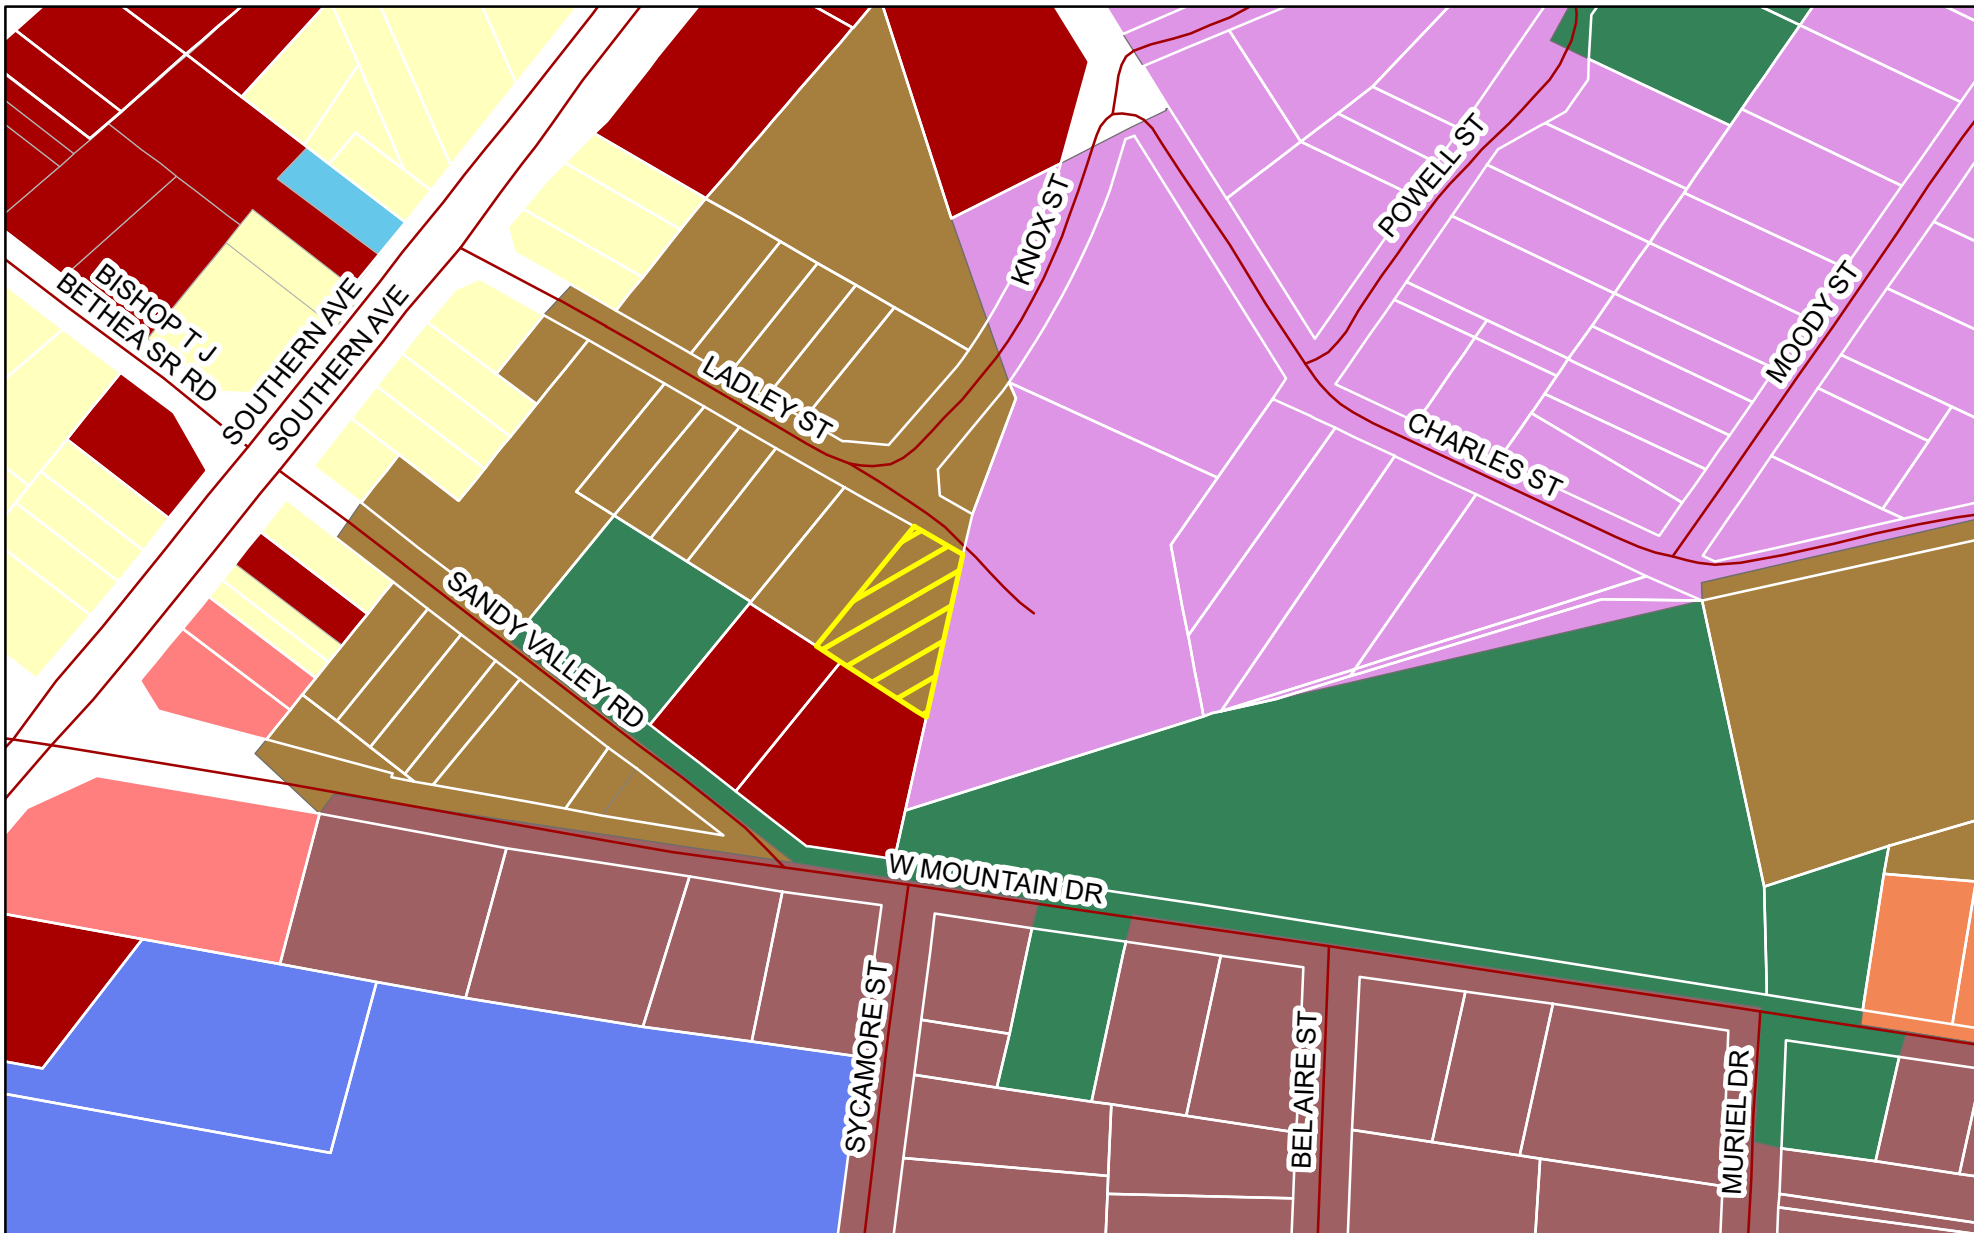 KNOX ST
POWELL ST
MOODY ST
BISHOP T J
BETHEA SR RD
SOUTHERN AVE
SOUTHERN AVE
LADLEY ST
CHARLES ST
SANDY VALLEY RD
W MOUNTAIN DR
SYCAMORE ST
BEL AIRE ST
MURIEL DR